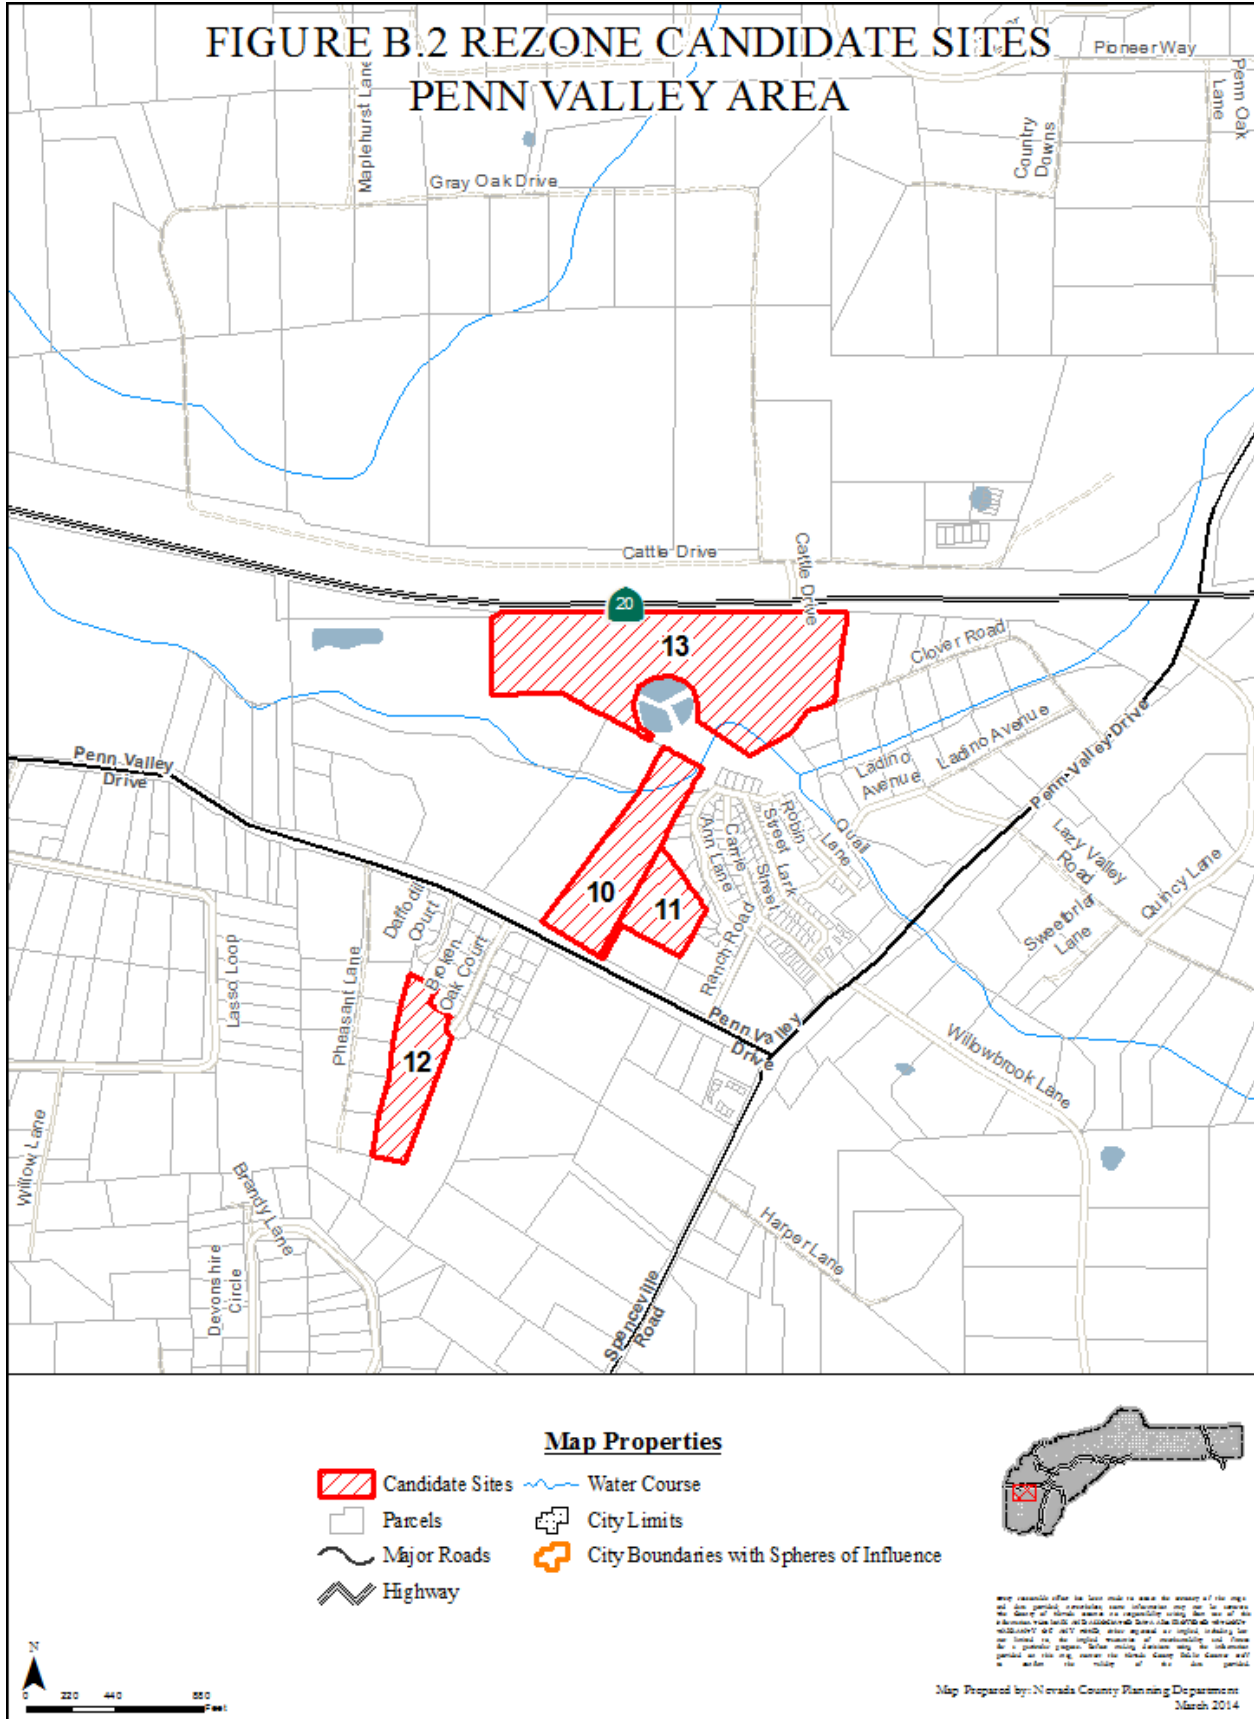 FIGURE B.2 REZONE CANDIDATE SITES
PENN VALLEY AREA
Pioneer Way
Penn Oak
Lane
Maplehurst Lane
Country
Downs
Gray Oak Drive
Cattle Drive
Cattle Drive
20
13
Clover Road
Ladino Avenue
Ladino
Avenue
Penn Valley Drive
Penn Valley
Drive
Robin
Street
Lark
Street
Carrie
Ann Lane
Quail
Lane
Lazy Valley
Road
Quincy Lane
Sweetbriar
Lane
10
11
Daffodil
Court
Broken
Oak Court
Ranch Road
Lasso Loop
Pheasant Lane
Penn Valley
Drive
12
Willowbrook Lane
Willow Lane
Brandy Lane
Harper Lane
Devonshire
Circle
Spenceville
Road
Map Properties
Candidate Sites
Water Course
Parcels
City Limits
Major Roads
City Boundaries with Spheres of Influence
Highway
N
0 220 440 880
Feet
Map Prepared by: Nevada County Planning Department
March 2014